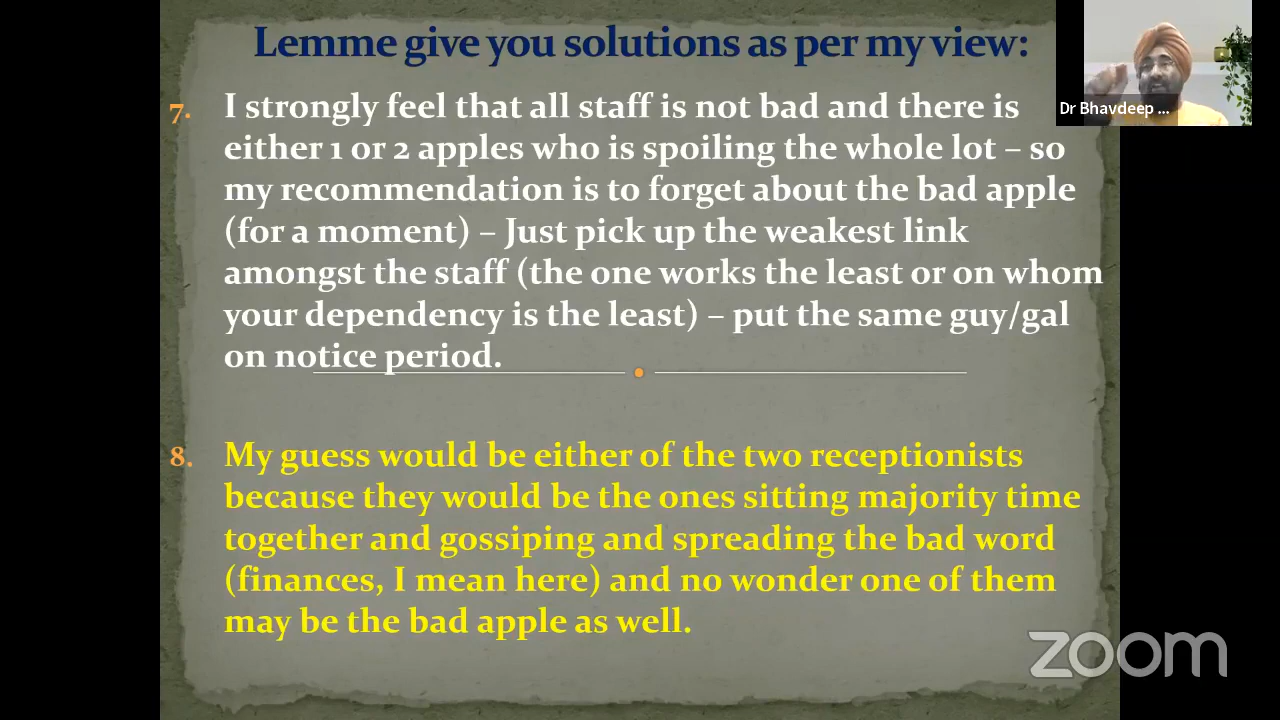 Lemme give you solutions as per my view:
7. I strongly feel that all staff is not bad and there is
either 1 or 2 apples who is spoiling the whole lot – so
my recommendation is to forget about the bad apple
(for a moment) – Just pick up the weakest link
amongst the staff (the one works the least or on whom
your dependency is the least) – put the same guy/gal
on notice period.
8. My guess would be either of the two receptionists
because they would be the ones sitting majority time
together and gossiping and spreading the bad word
(finances, I mean here) and no wonder one of them
may be the bad apple as well.
Dr Bhavdeep ...
zoom